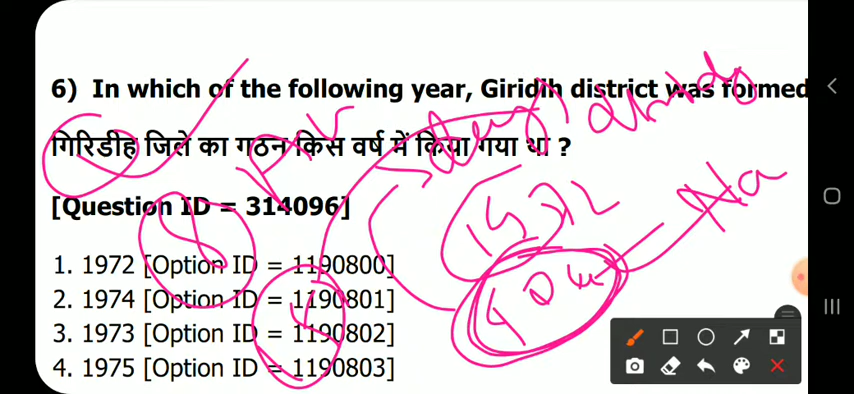 6) In which of the following year, Giridih district was formed
गिरिडीह जिले का गठन किस वर्ष में किया गया था ?
[Question ID = 314096]
1. 1972 [Option ID = 1190800]
2. 1974 [Option ID = 1190801]
3. 1973 [Option ID = 1190802]
4. 1975 [Option ID = 1190803]